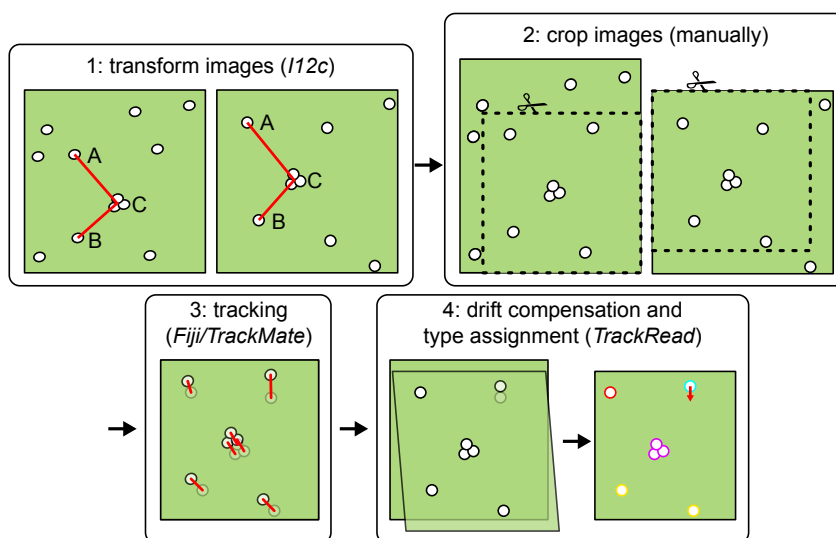 1: transform images (I12c)
A
C
B
A
C
B
2: crop images (manually)
3: tracking
(Fiji/TrackMate)
4: drift compensation and
type assignment (TrackRead)